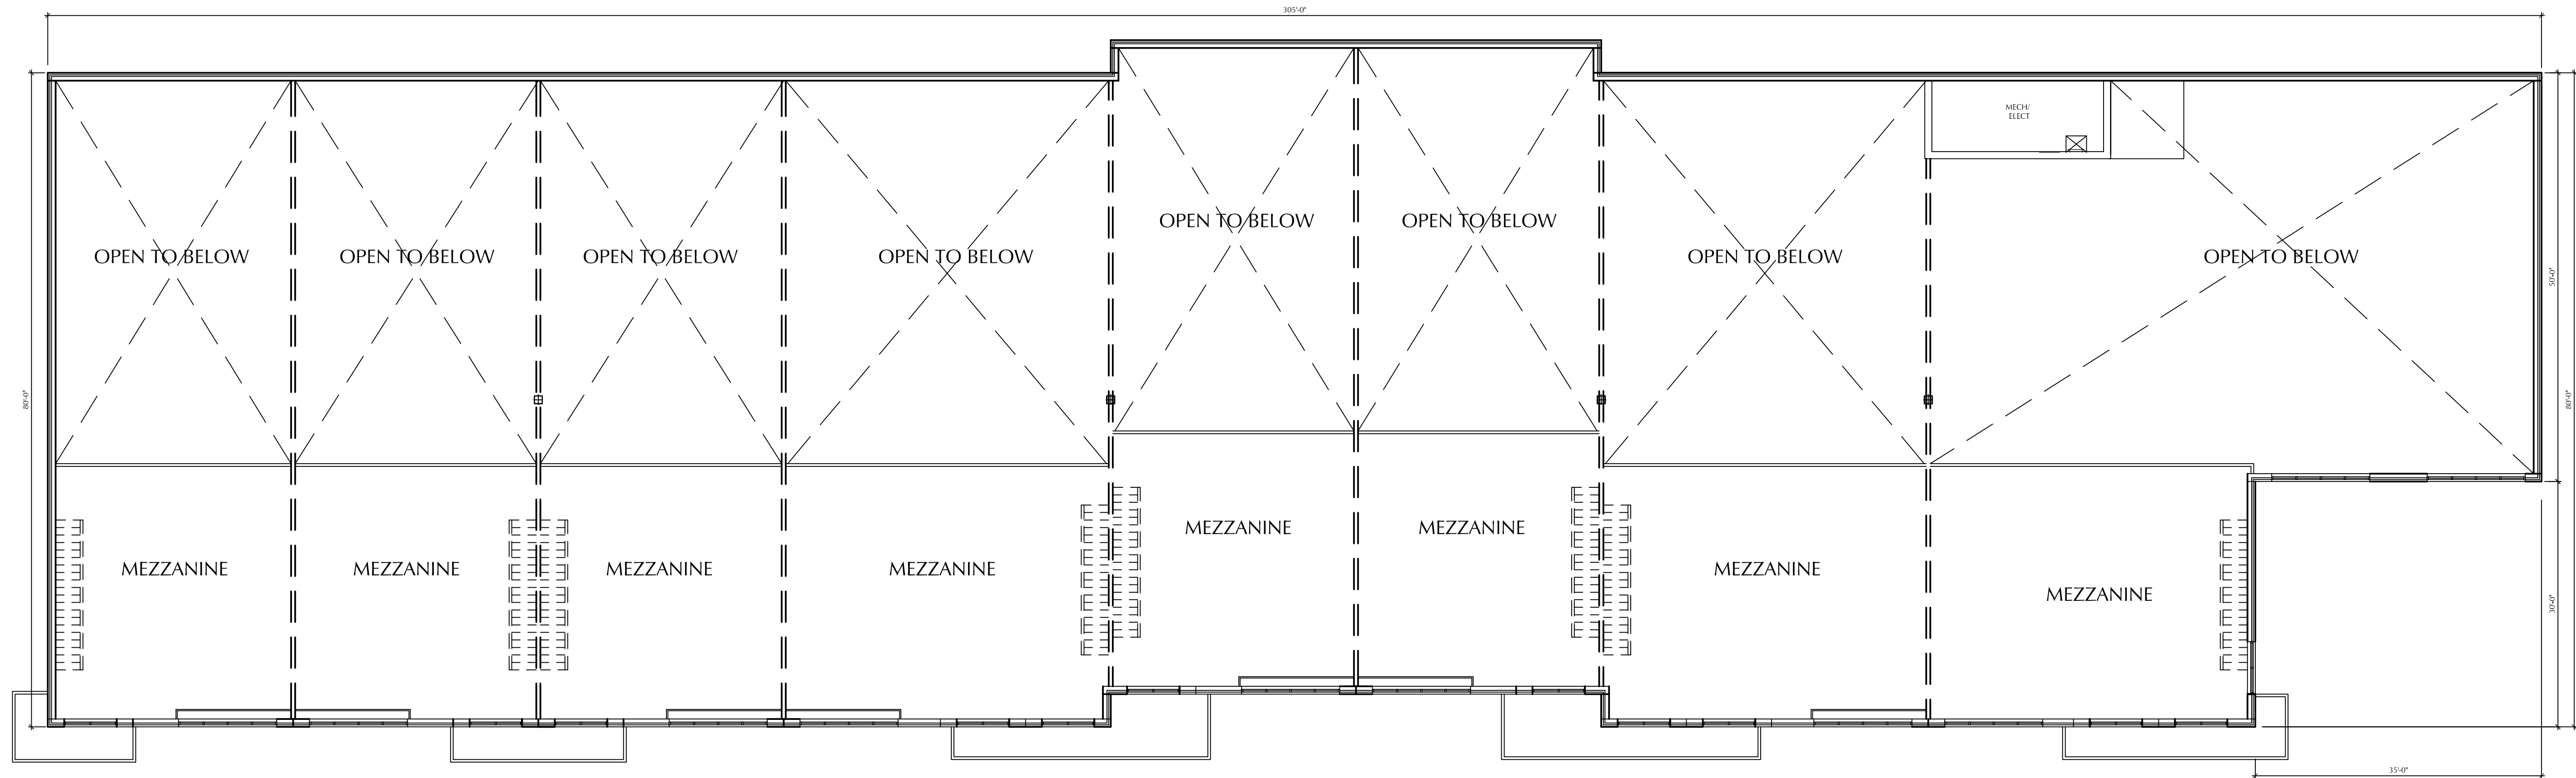 305'-0"
MECH/
ELECT
OPEN TO BELOW
OPEN TO BELOW
OPEN TO BELOW
OPEN TO BELOW
OPEN TO BELOW
OPEN TO BELOW
OPEN TO BELOW
OPEN TO BELOW
50'-0"
80'-0"
80'-0"
MEZZANINE
MEZZANINE
MEZZANINE
MEZZANINE
MEZZANINE
MEZZANINE
MEZZANINE
MEZZANINE
30'-0"
35'-0"